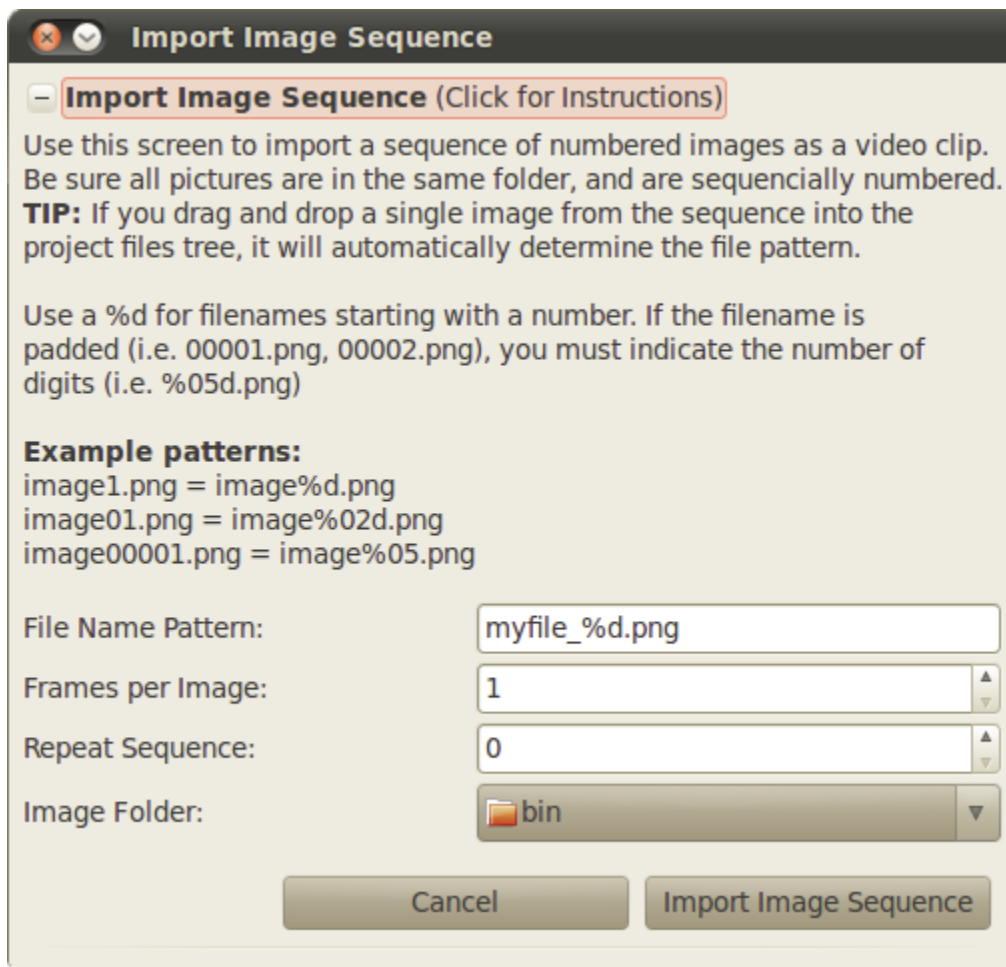 Import Image Sequence
Import Image Sequence (Click for Instructions)
Use this screen to import a sequence of numbered images as a video clip.
Be sure all pictures are in the same folder, and are sequencially numbered.
TIP: If you drag and drop a single image from the sequence into the
project files tree, it will automatically determine the file pattern.
Use a %d for filenames starting with a number. If the filename is
padded (i.e. 00001.png, 00002.png), you must indicate the number of
digits (i.e. %05d.png)
Example patterns:
image1.png = image%d.png
image01.png = image%02d.png
image00001.png = image%05.png
File Name Pattern: myfile_%d.png
Frames per Image: 1
Repeat Sequence: 0
Image Folder: bin
Cancel Import Image Sequence